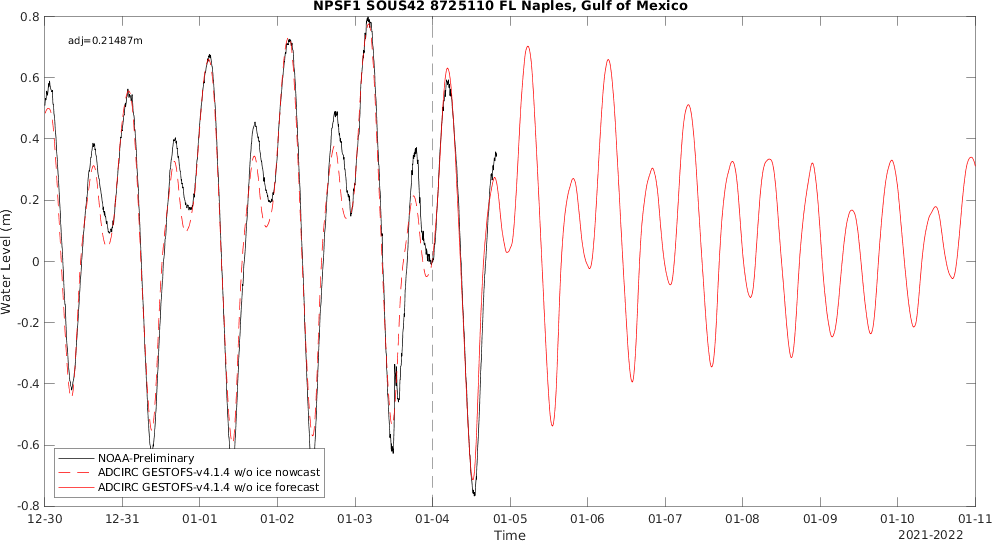 NPSF1 SOUS42 8725110 FL Naples, Gulf of Mexico
adj=0.21487m
0.8
0.6
0.4
0.2
0
-0.2
-0.4
-0.6
-0.8
Water Level (m)
NOAA-Preliminary
ADCIRC GESTOFS-v4.1.4 w/o ice nowcast
ADCIRC GESTOFS-v4.1.4 w/o ice forecast
12-30 12-31 01-01 01-02 01-03 01-04 01-05 01-06 01-07 01-08 01-09 01-10 01-11
Time
2021-2022